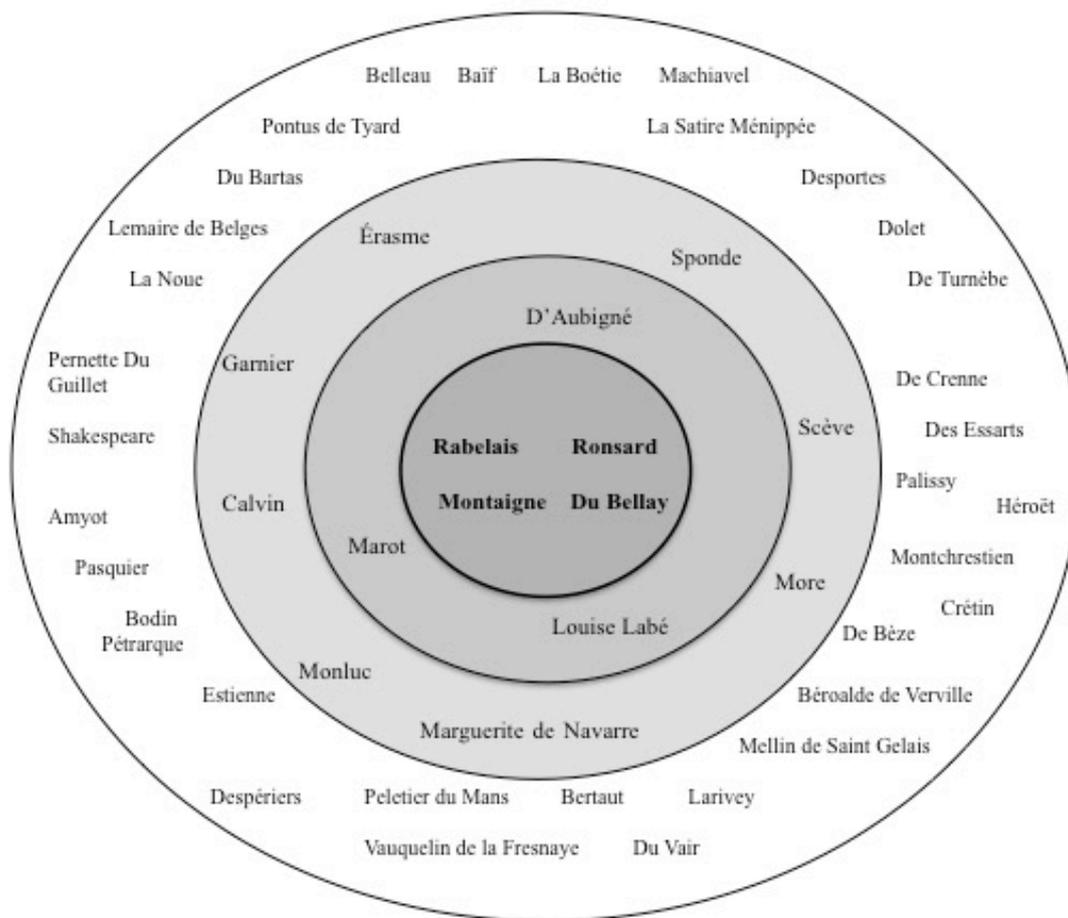 Belleau Baïf La Boétie Machiavel
Pontus de Tyard La Satire Ménippée
Du Bartas Desportes
Lemaire de Belges Érasme Dolet
Sponde
La Noue De Turnèbe
D'Aubigné
Pernette Du
Guillet
Garnier De Crenne
Shakespeare Rabelais Ronsard Scève Des Essarts
Palissy
Calvin Montaigne Du Bellay Héroët
Amyot
Marot
Pasquier Montchrestien
More
Bodin Crétin
Pétrarque Louise Labé De Bèze
Monluc
Estienne Béroalde de Verville
Marguerite de Navarre
Mellin de Saint Gelais
Despériers Peletier du Mans Bertaut Larivey
Vauquelin de la Fresnaye Du Vair